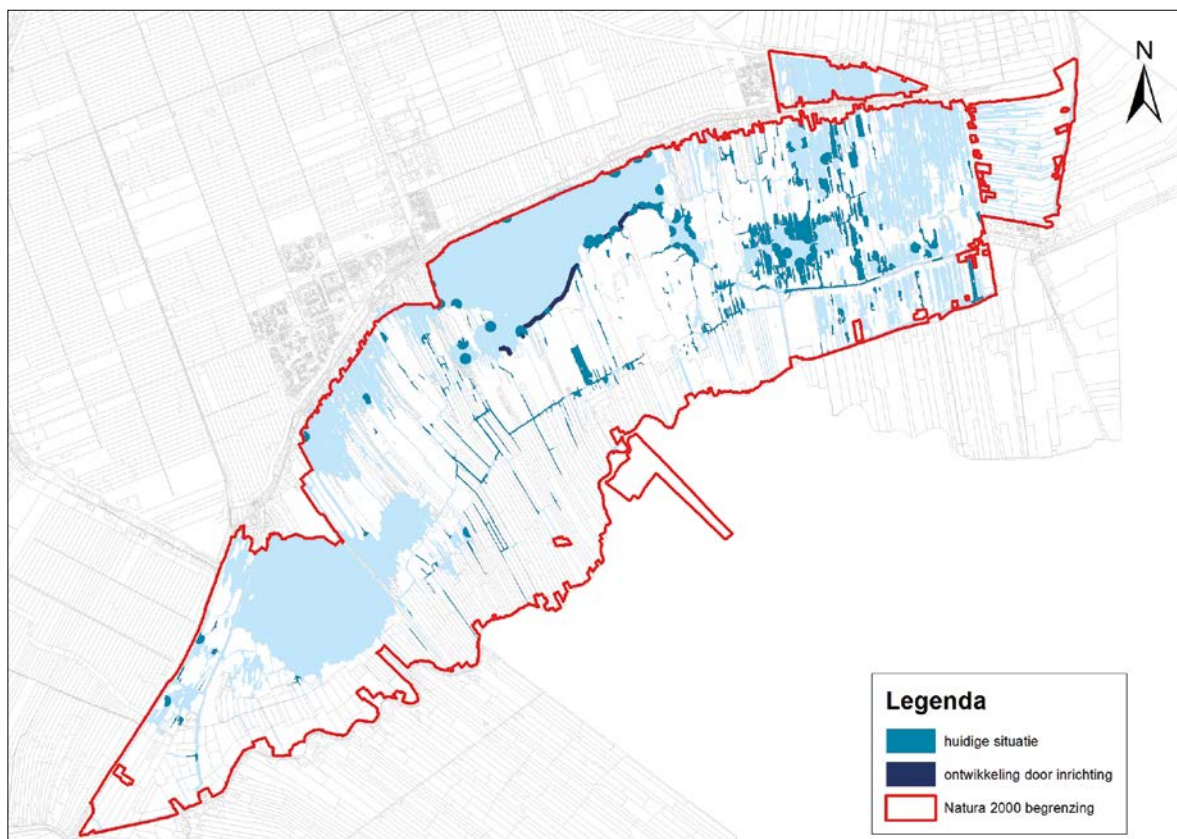 N
Legenda
huidige situatie
ontwikkeling door inrichting
Natura 2000 begrenzing